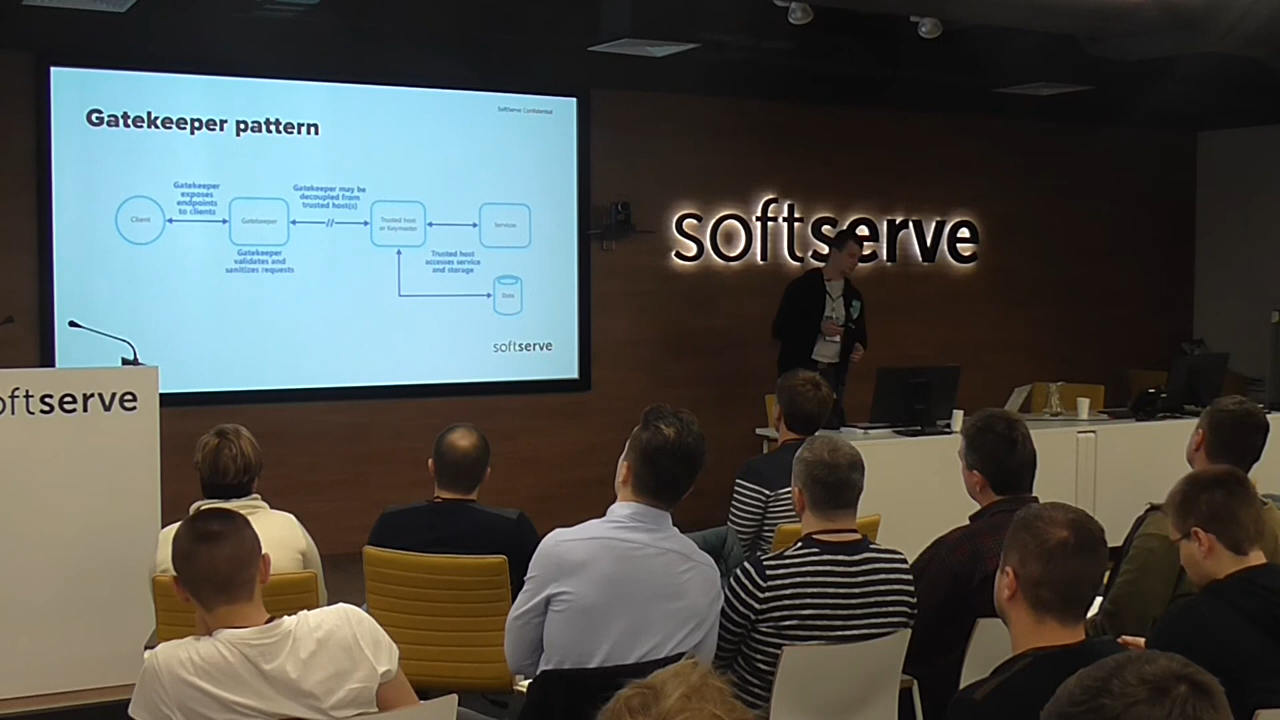 SoftServe Confidential
Gatekeeper pattern
Gatekeeper
exposes
endpoints
to clients
Gatekeeper may be
decoupled from
trusted host(s)
Client
Gatekeeper
Trusted host
or Keymaster
Services
Gatekeeper
validates and
sanitizes requests
Trusted host
accesses service
and storage
Data
softserve
softserve
oftserve